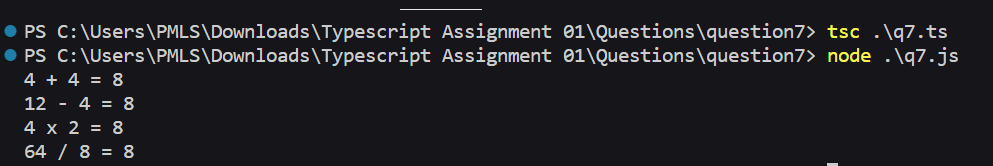 PS C:\Users\PMLS\Downloads\Typescript Assignment 01\Questions\question7> tsc .\q7.ts
PS C:\Users\PMLS\Downloads\Typescript Assignment 01\Questions\question7> node .\q7.js
4 + 4 = 8
12 - 4 = 8
4 x 2 = 8
64 / 8 = 8